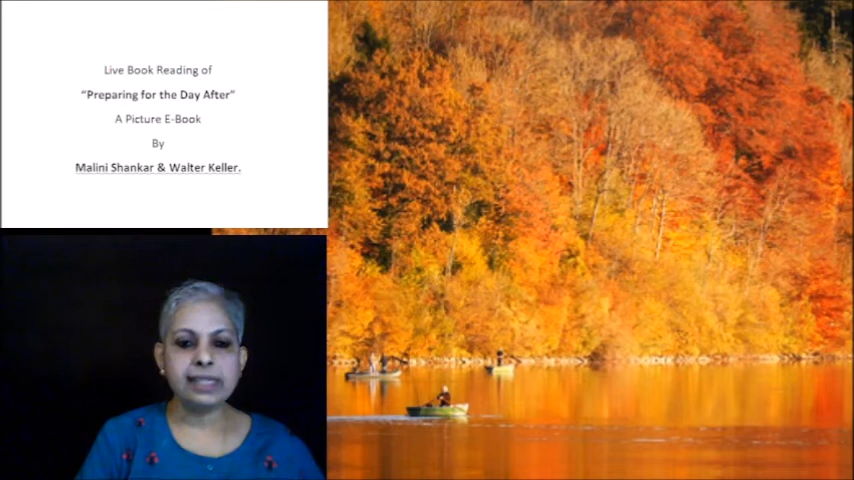 Live Book Reading of
“Preparing for the Day After”
A Picture E-Book
By
Malini Shankar & Walter Keller.